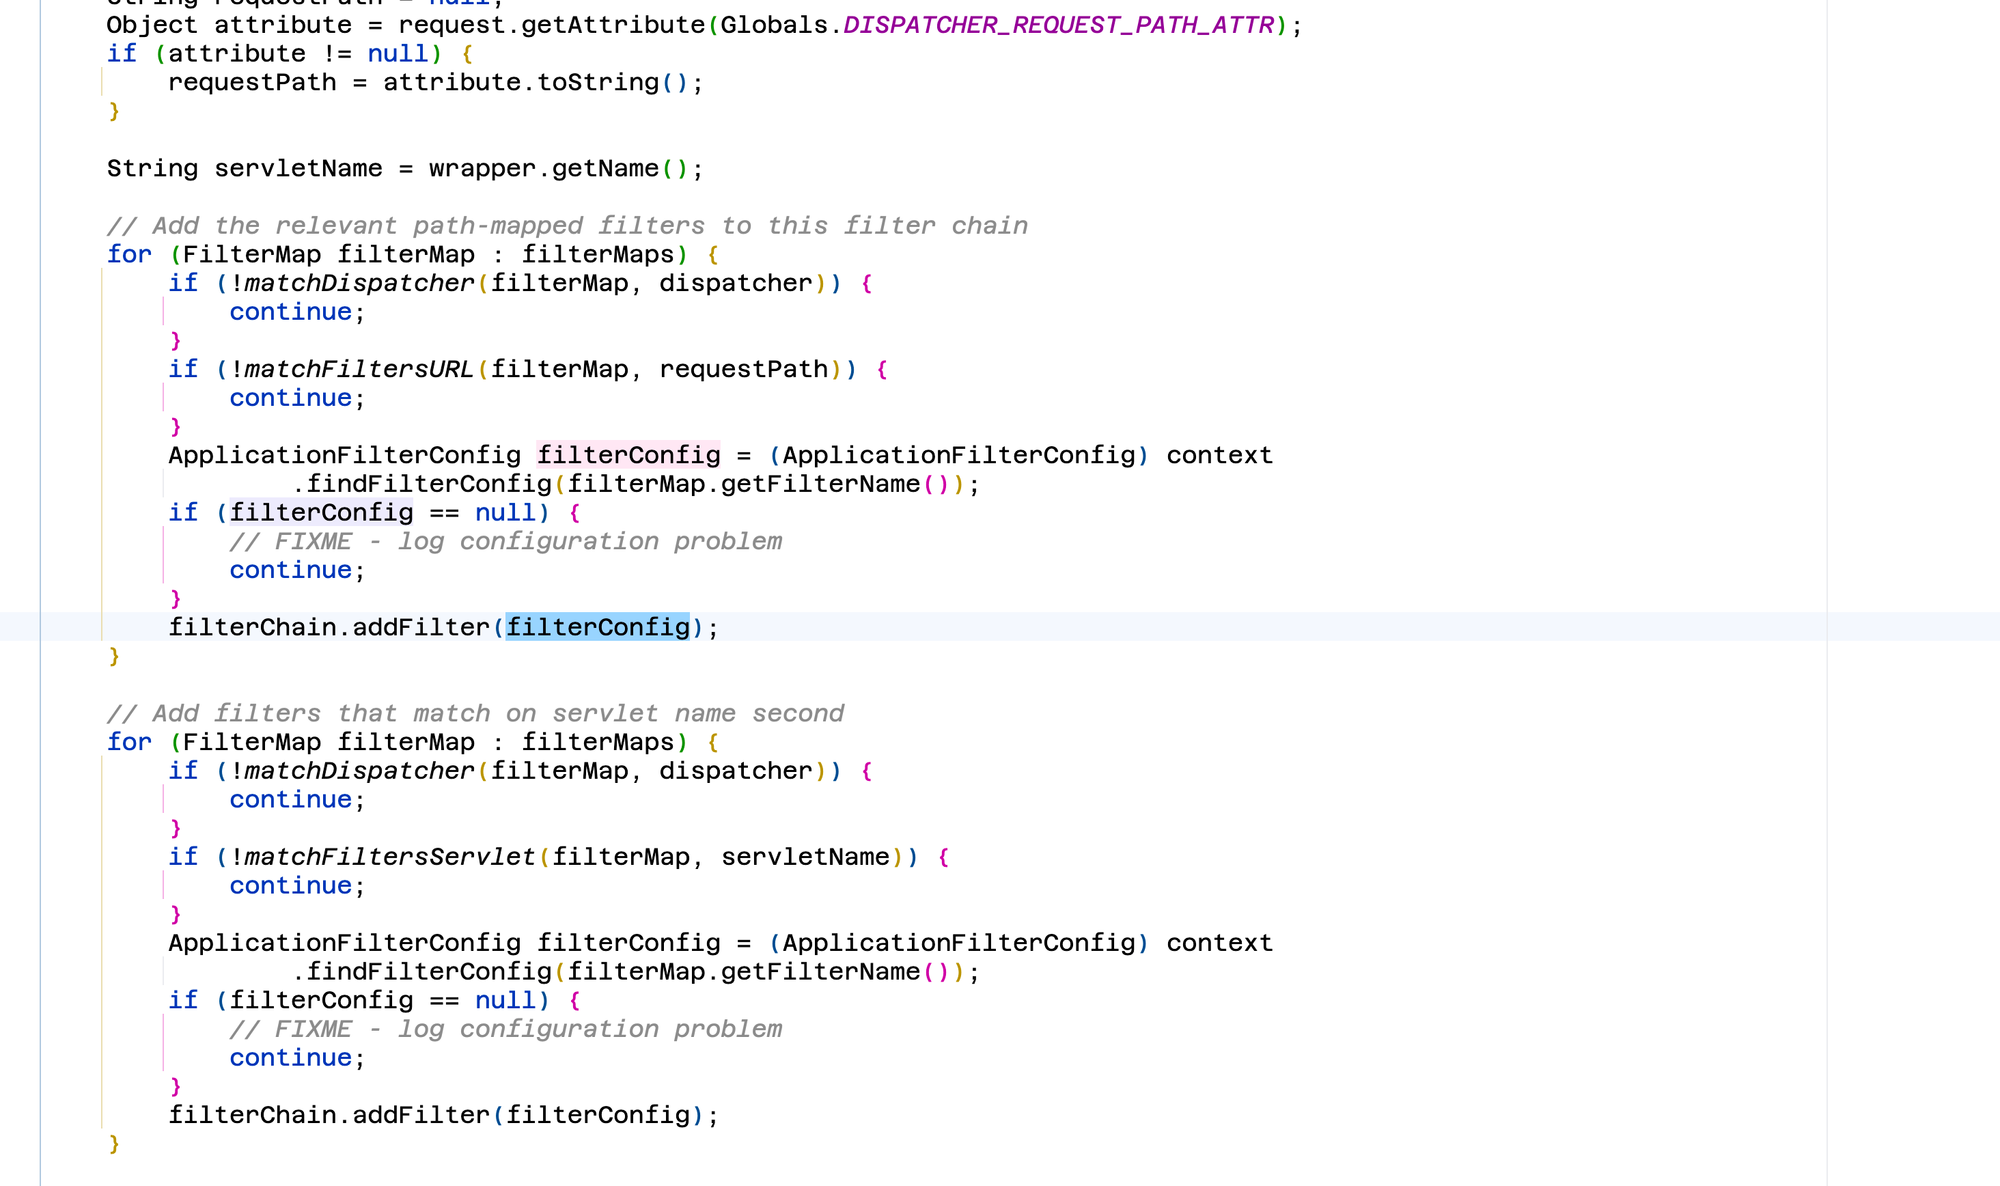 String requestPath = null;
Object attribute = request.getAttribute(Globals.DISPATCHER_REQUEST_PATH_ATTR);
if (attribute != null) {
    requestPath = attribute.toString();
}

String servletName = wrapper.getName();

// Add the relevant path-mapped filters to this filter chain
for (FilterMap filterMap : filterMaps) {
    if (!matchDispatcher(filterMap, dispatcher)) {
        continue;
    }
    if (!matchFiltersURL(filterMap, requestPath)) {
        continue;
    }
    ApplicationFilterConfig filterConfig = (ApplicationFilterConfig) context
            .findFilterConfig(filterMap.getFilterName());
    if (filterConfig == null) {
        // FIXME - log configuration problem
        continue;
    }
    filterChain.addFilter(filterConfig);
}

// Add filters that match on servlet name second
for (FilterMap filterMap : filterMaps) {
    if (!matchDispatcher(filterMap, dispatcher)) {
        continue;
    }
    if (!matchFiltersServlet(filterMap, servletName)) {
        continue;
    }
    ApplicationFilterConfig filterConfig = (ApplicationFilterConfig) context
            .findFilterConfig(filterMap.getFilterName());
    if (filterConfig == null) {
        // FIXME - log configuration problem
        continue;
    }
    filterChain.addFilter(filterConfig);
}